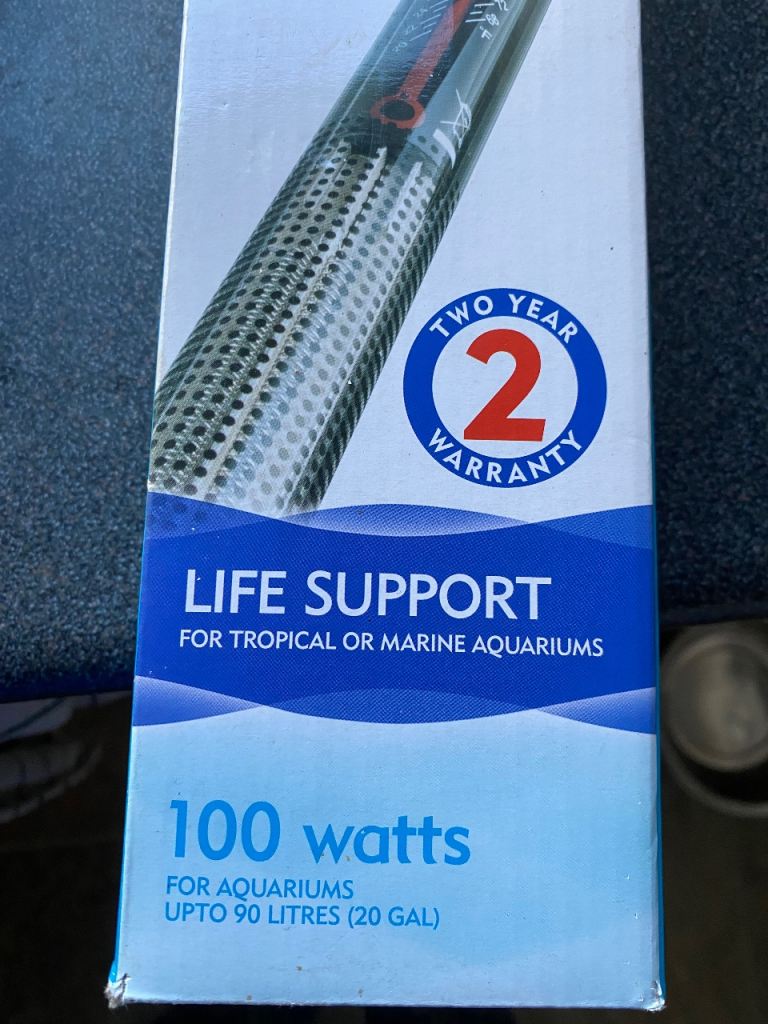 TWO YEAR
2
WARRANTY
LIFE SUPPORT
FOR TROPICAL OR MARINE AQUARIUMS
100 watts
FOR AQUARIUMS
UPTO 90 LITRES (20 GAL)